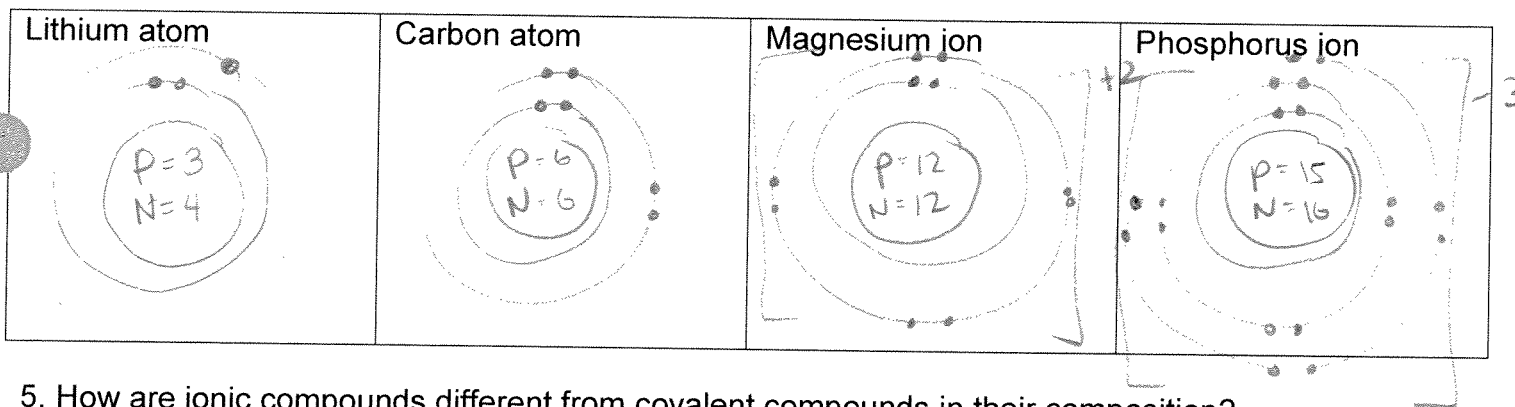 Lithium atom
P=3
N=4
Carbon atom
P-6
N-6
Magnesium ion
+2
P=12
N=12
Phosphorus ion
P=15
N=16
5. How are ionic compounds different from covalent compounds in their composition?